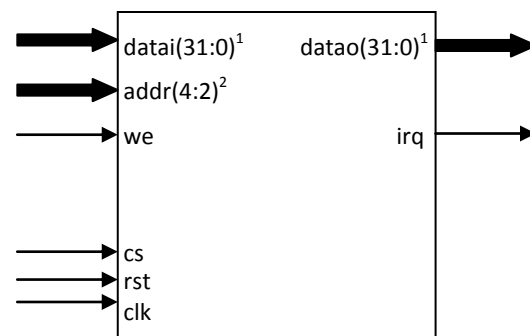 datai(31:0)¹ datao(31:0)¹
addr(4:2)²
we irq
cs
rst
clk